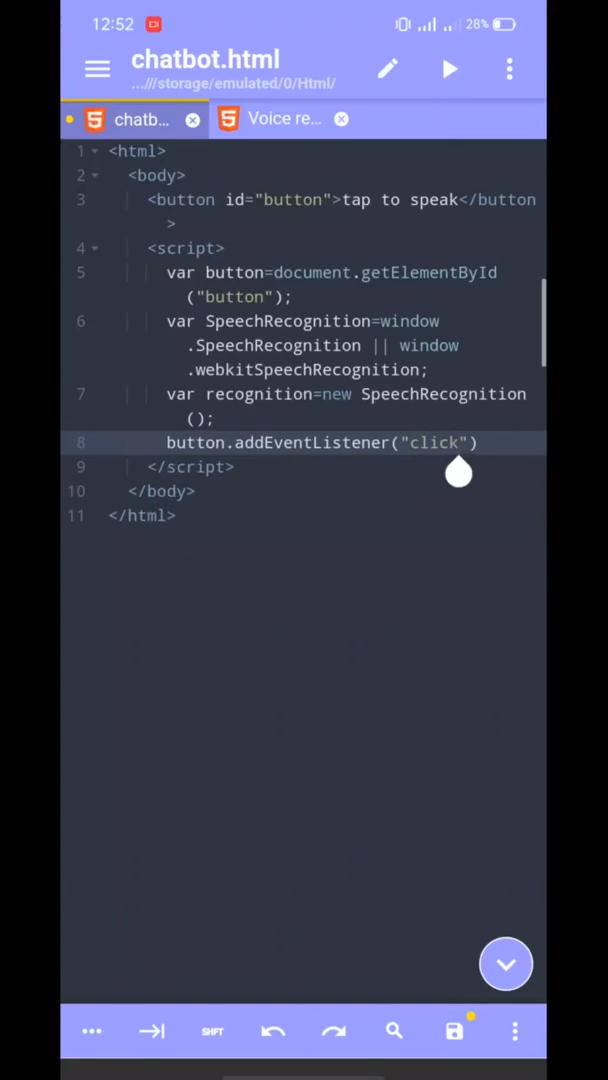 12:52 28%
chatbot.html
...///storage/emulated/0/Html/
chatb... Voice re...
1 <html>
2 <body>
3 <button id="button">tap to speak</button
>
4 <script>
5 var button=document.getElementById
("button");
6 var SpeechRecognition=window
.SpeechRecognition || window
.webkitSpeechRecognition;
7 var recognition=new SpeechRecognition
();
8 button.addEventListener("click")
9 </script>
10 </body>
11 </html>
SHFT